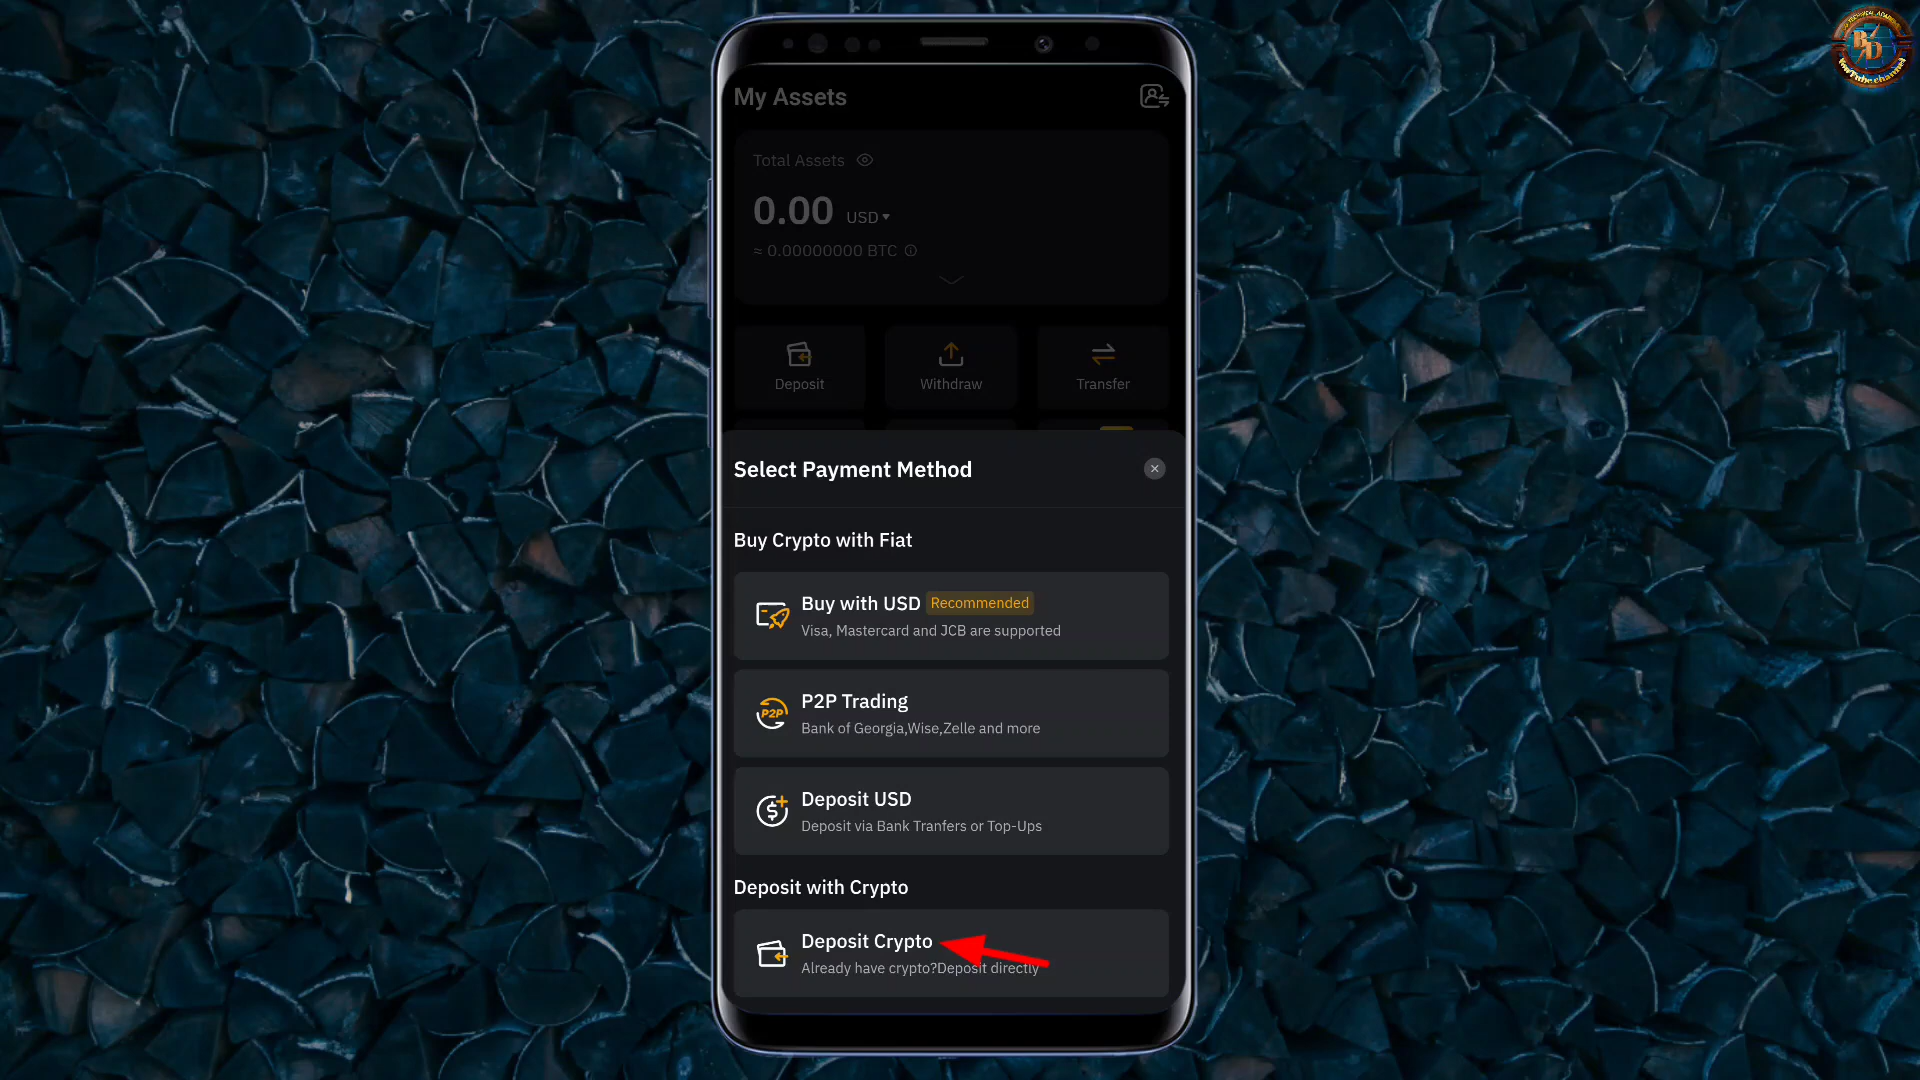 My Assets
Total Assets
0.00 USD
≈ 0.00000000 BTC
Deposit
Withdraw
Transfer
Select Payment Method
Buy Crypto with Fiat
Buy with USD Recommended
Visa, Mastercard and JCB are supported
P2P Trading
P2P
Bank of Georgia,Wise,Zelle and more
Deposit USD
Deposit via Bank Tranfers or Top-Ups
Deposit with Crypto
Deposit Crypto
Already have crypto?Deposit directly
BD
YouTube channel